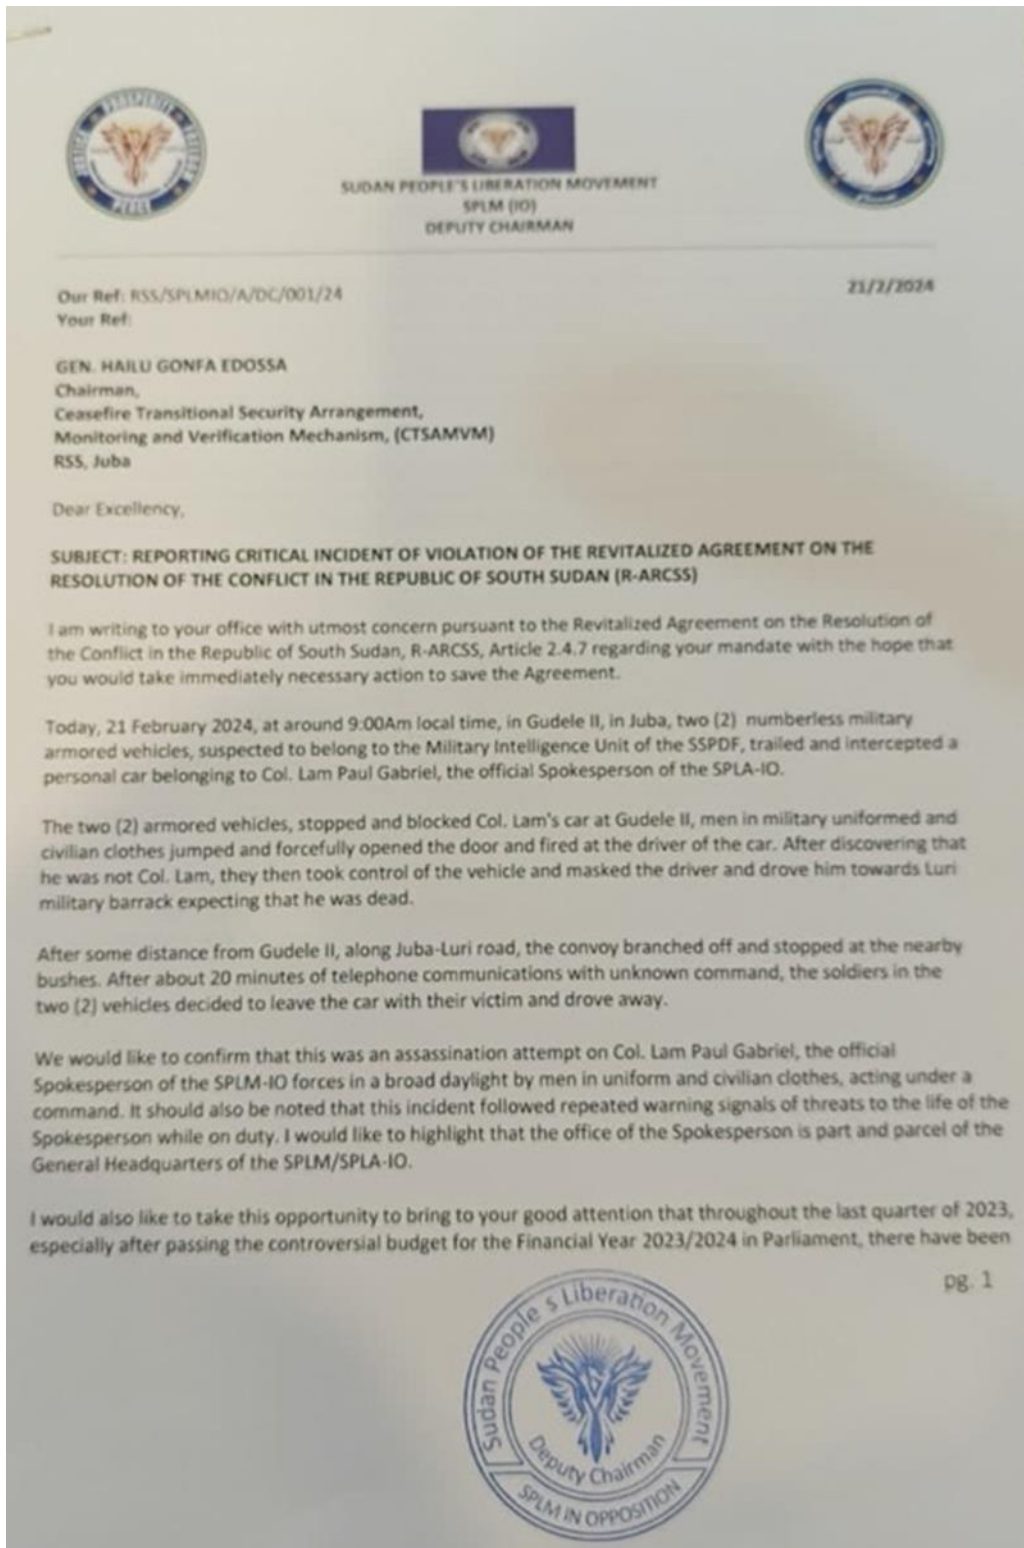 JUSTICE PROSPERITY FREEDOM
PEACE
SUDAN PEOPLE'S LIBERATION MOVEMENT
SPLM (IO)
DEPUTY CHAIRMAN
Our Ref: RSS/SPLMIO/A/DC/001/24
21/2/2024
Your Ref:
GEN. HAILU GONFA EDOSSA
Chairman,
Ceasefire Transitional Security Arrangement,
Monitoring and Verification Mechanism, (CTSAMVM)
RSS, Juba
Dear Excellency,
SUBJECT: REPORTING CRITICAL INCIDENT OF VIOLATION OF THE REVITALIZED AGREEMENT ON THE
RESOLUTION OF THE CONFLICT IN THE REPUBLIC OF SOUTH SUDAN (R-ARCSS)
I am writing to your office with utmost concern pursuant to the Revitalized Agreement on the Resolution of
the Conflict in the Republic of South Sudan, R-ARCSS, Article 2.4.7 regarding your mandate with the hope that
you would take immediately necessary action to save the Agreement.
Today, 21 February 2024, at around 9:00Am local time, in Gudele II, in Juba, two (2) numberless military
armored vehicles, suspected to belong to the Military Intelligence Unit of the SSPDF, trailed and intercepted a
personal car belonging to Col. Lam Paul Gabriel, the official Spokesperson of the SPLA-IO.
The two (2) armored vehicles, stopped and blocked Col. Lam's car at Gudele II, men in military uniformed and
civilian clothes jumped and forcefully opened the door and fired at the driver of the car. After discovering that
he was not Col. Lam, they then took control of the vehicle and masked the driver and drove him towards Luri
military barrack expecting that he was dead.
After some distance from Gudele II, along Juba-Luri road, the convoy branched off and stopped at the nearby
bushes. After about 20 minutes of telephone communications with unknown command, the soldiers in the
two (2) vehicles decided to leave the car with their victim and drove away.
We would like to confirm that this was an assassination attempt on Col. Lam Paul Gabriel, the official
Spokesperson of the SPLM-IO forces in a broad daylight by men in uniform and civilian clothes, acting under a
command. It should also be noted that this incident followed repeated warning signals of threats to the life of the
Spokesperson while on duty. I would like to highlight that the office of the Spokesperson is part and parcel of the
General Headquarters of the SPLM/SPLA-IO.
I would also like to take this opportunity to bring to your good attention that throughout the last quarter of 2023,
especially after passing the controversial budget for the Financial Year 2023/2024 in Parliament, there have been
pg. 1
Sudan People s Liberation Movement
Deputy Chairman
SPLM IN OPPOSITION